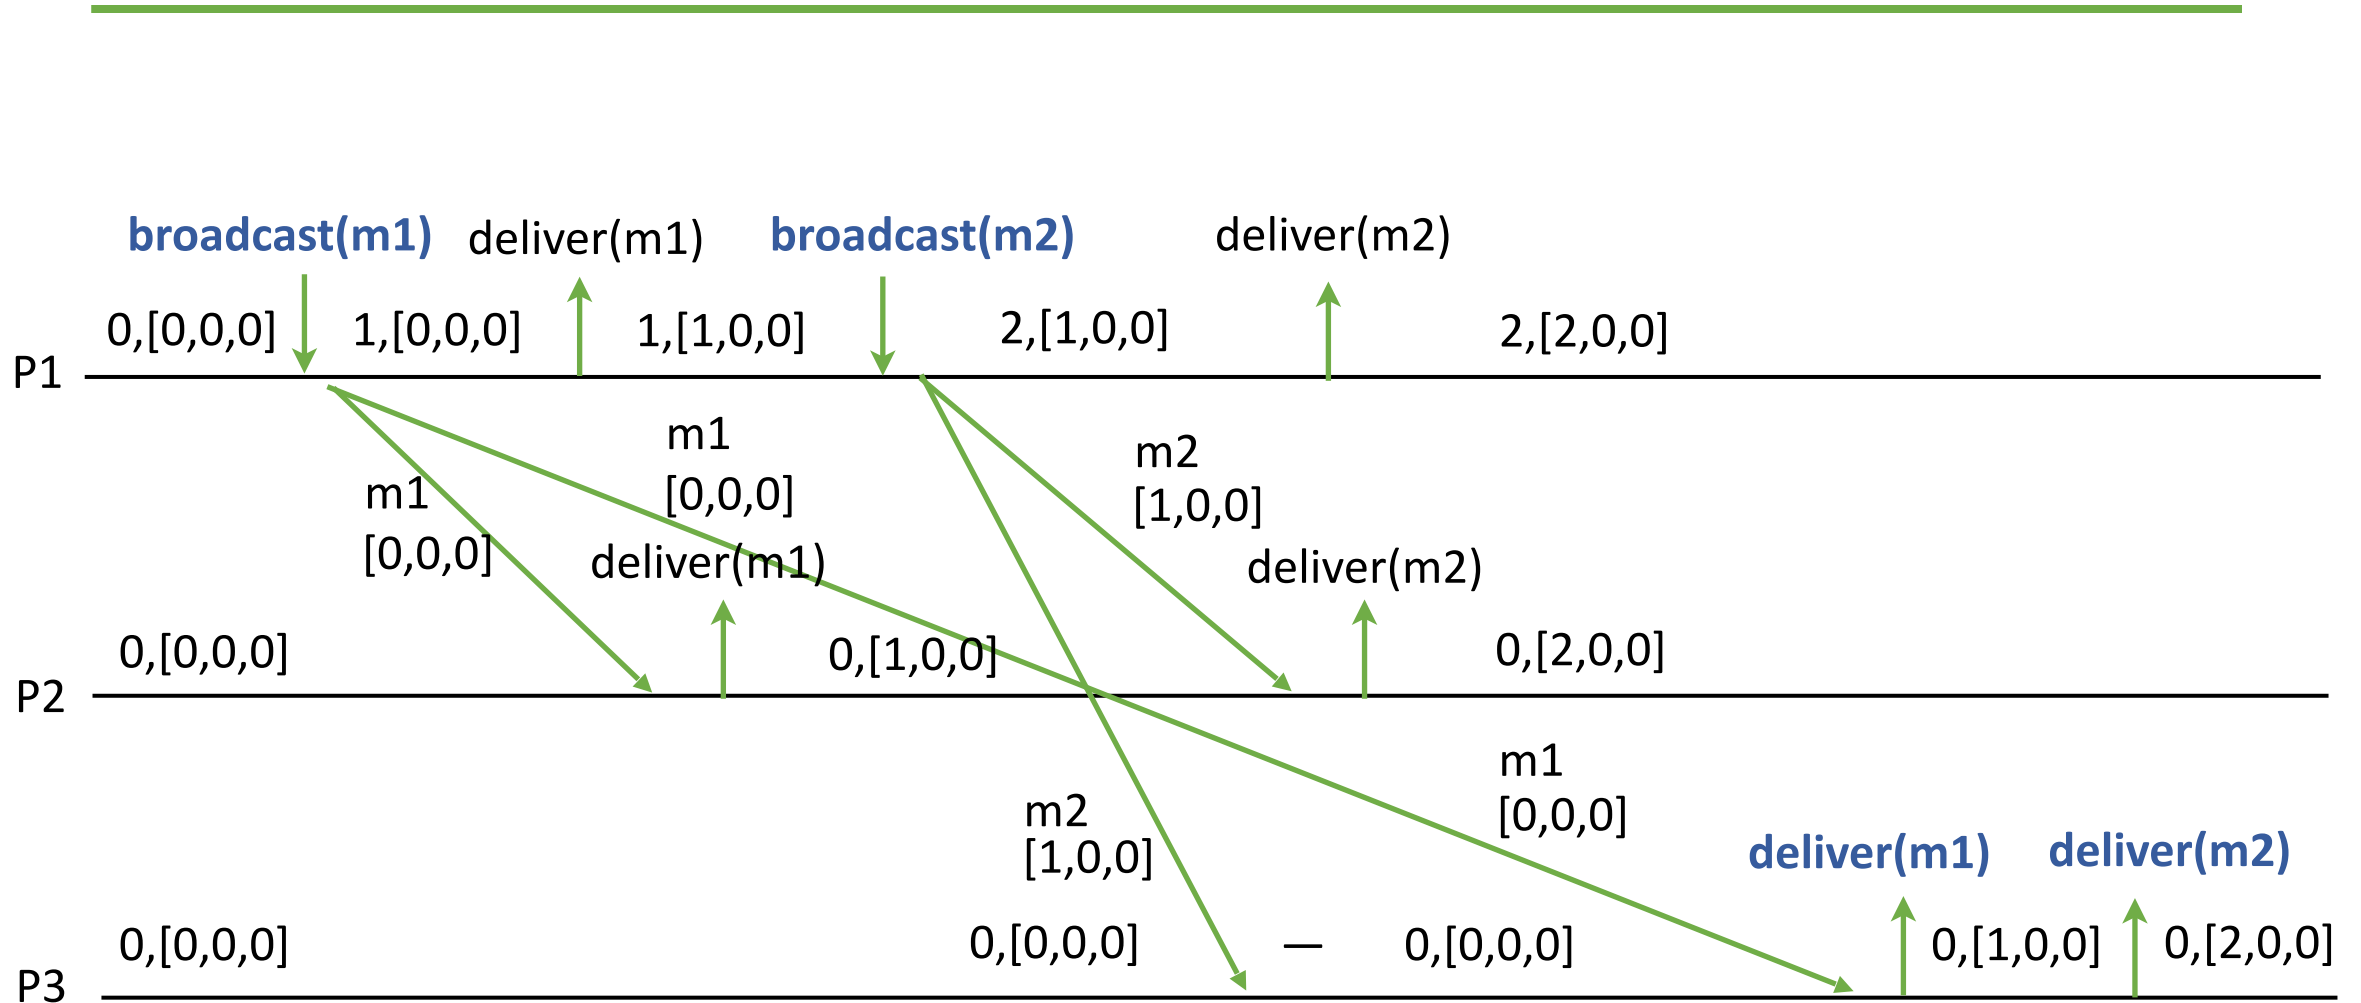 broadcast(m1) deliver(m1) broadcast(m2) deliver(m2)
0,[0,0,0] 1,[0,0,0] 1,[1,0,0] 2,[1,0,0] 2,[2,0,0]
P1
m1
[0,0,0]
m1
[0,0,0]
m2
[1,0,0]
deliver(m1) deliver(m2)
0,[0,0,0] 0,[1,0,0] 0,[2,0,0]
P2
m2
[1,0,0]
m1
[0,0,0]
deliver(m1) deliver(m2)
0,[0,0,0] 0,[0,0,0] — 0,[0,0,0] 0,[1,0,0] 0,[2,0,0]
P3